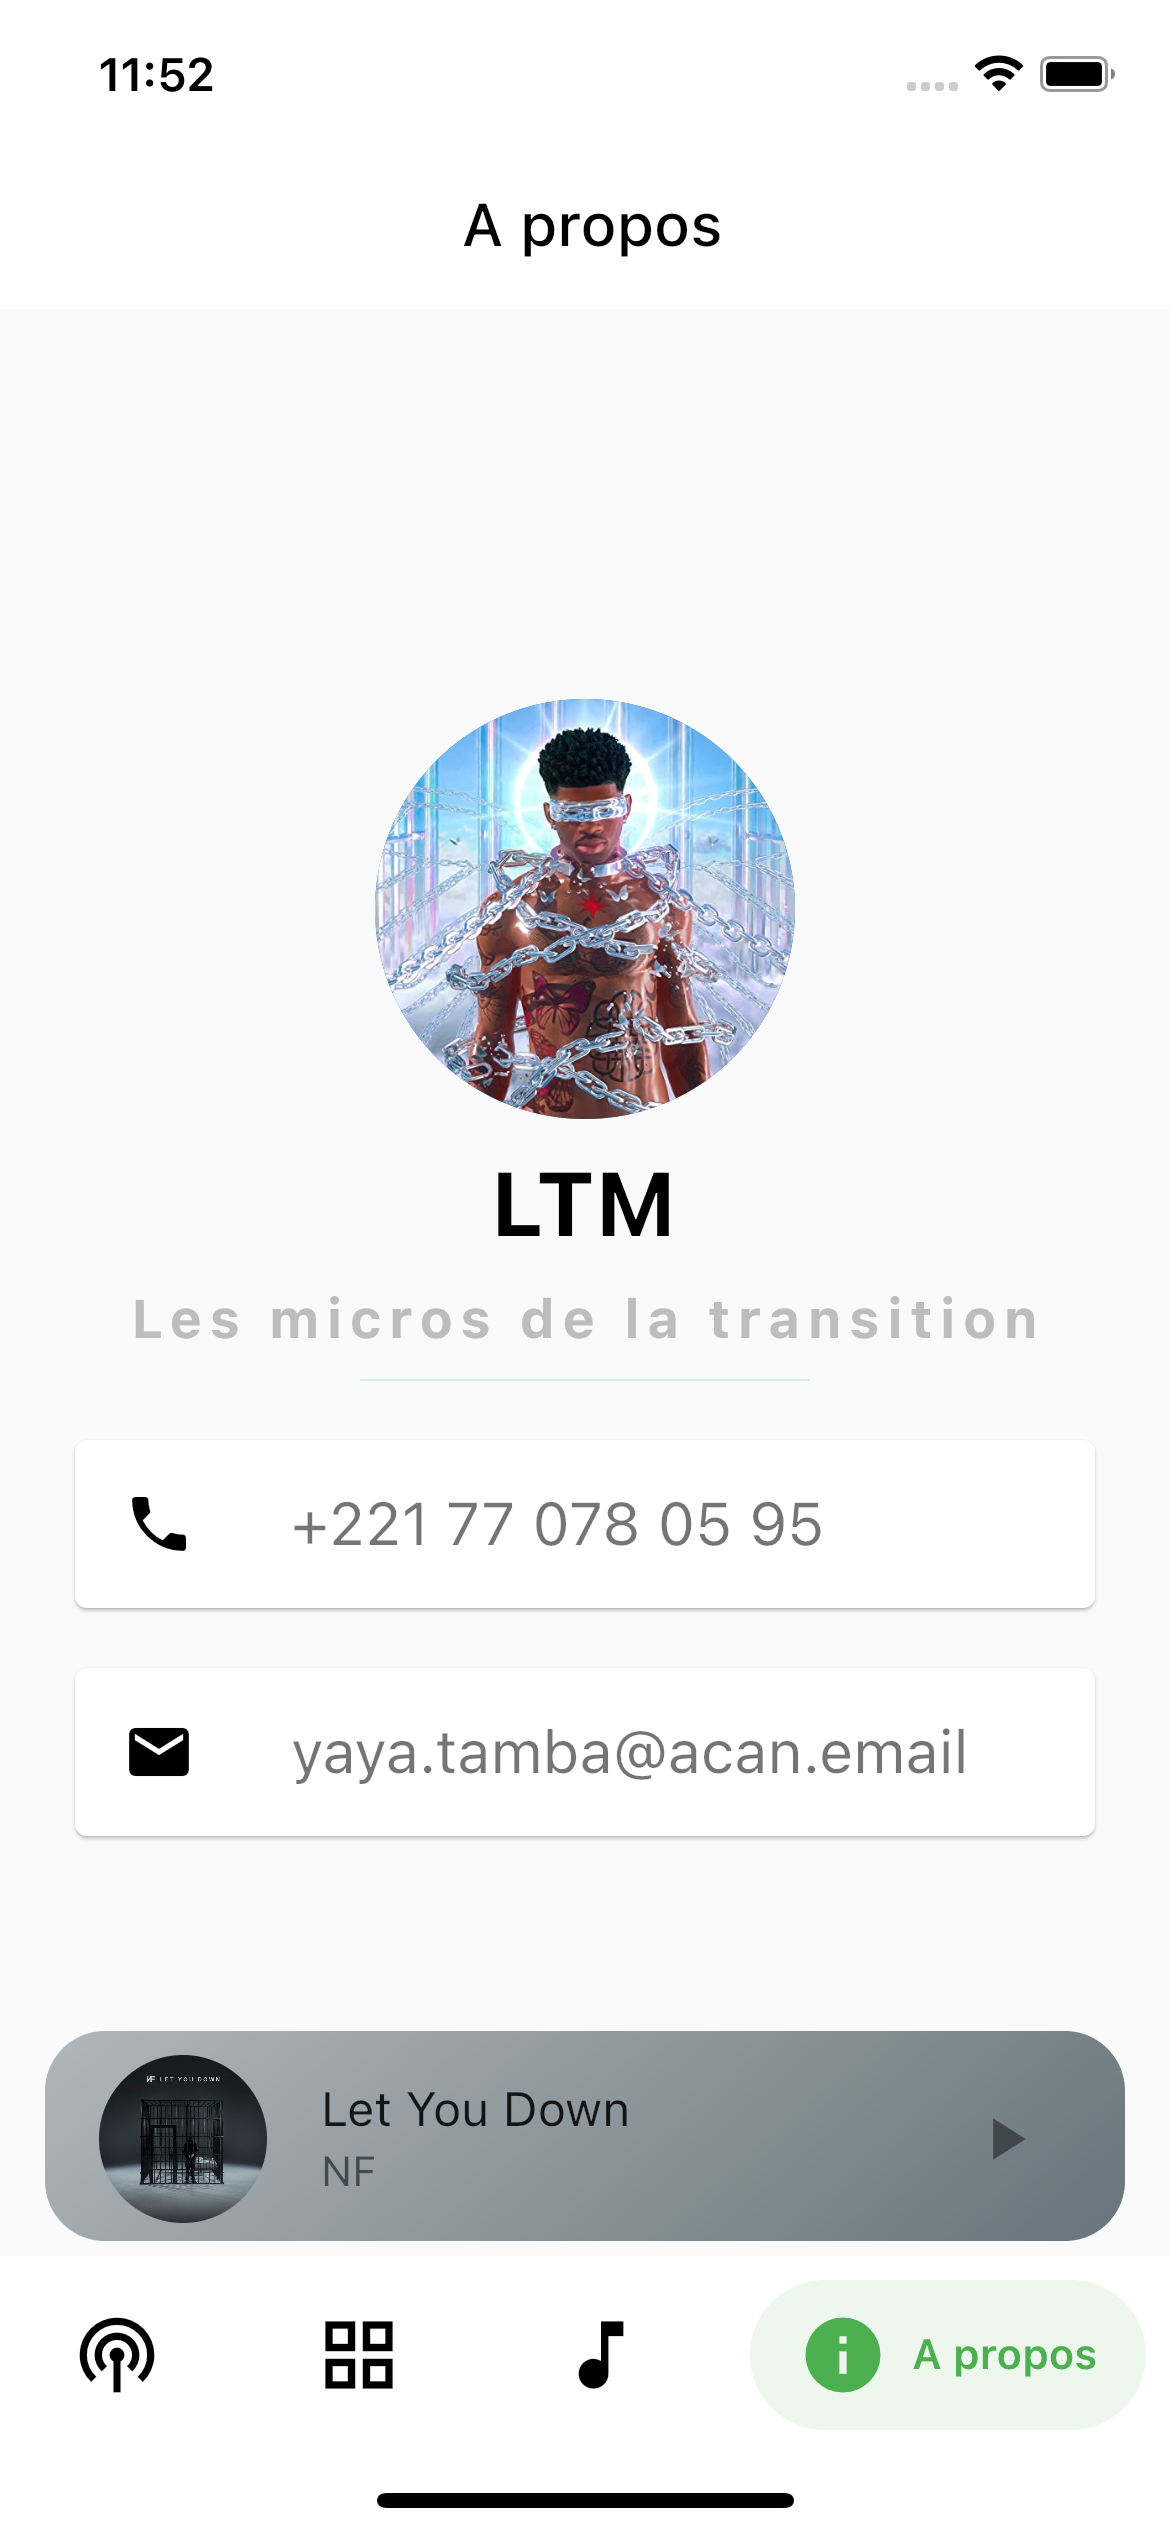 11:52
A propos
LTM
Les micros de la transition
+221 77 078 05 95
yaya.tamba@acan.email
NF LET YOU DOWN
Let You Down
NF
A propos